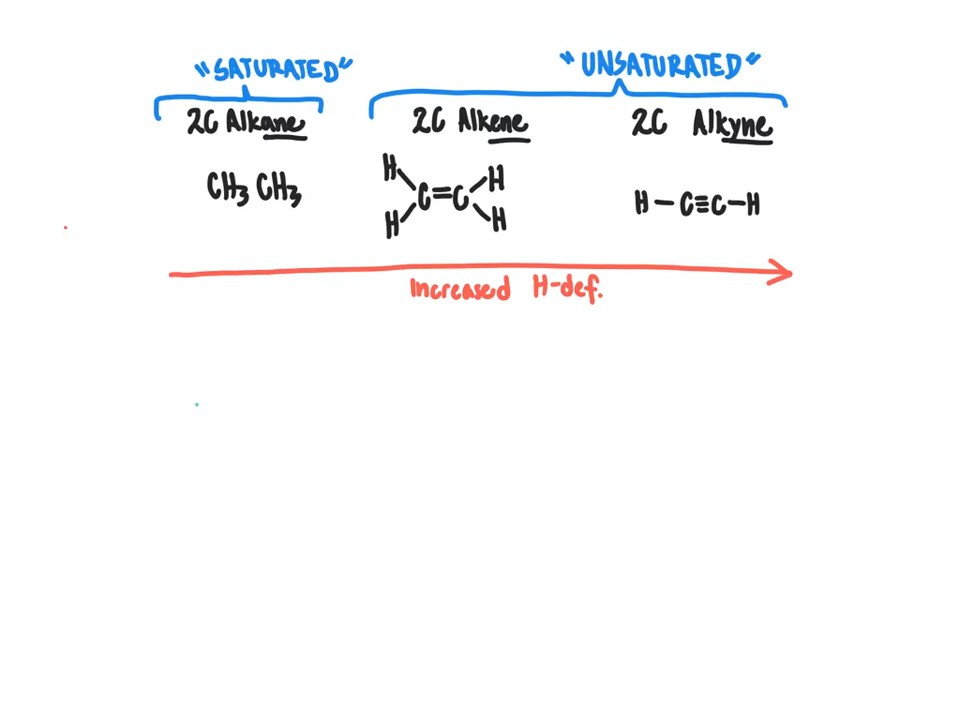 "SATURATED" "UNSATURATED"
2C Alkane 2C Alkene 2C Alkyne
CH3 CH3
H H
C=C
H H
H-C≡C-H
Increased H-def.